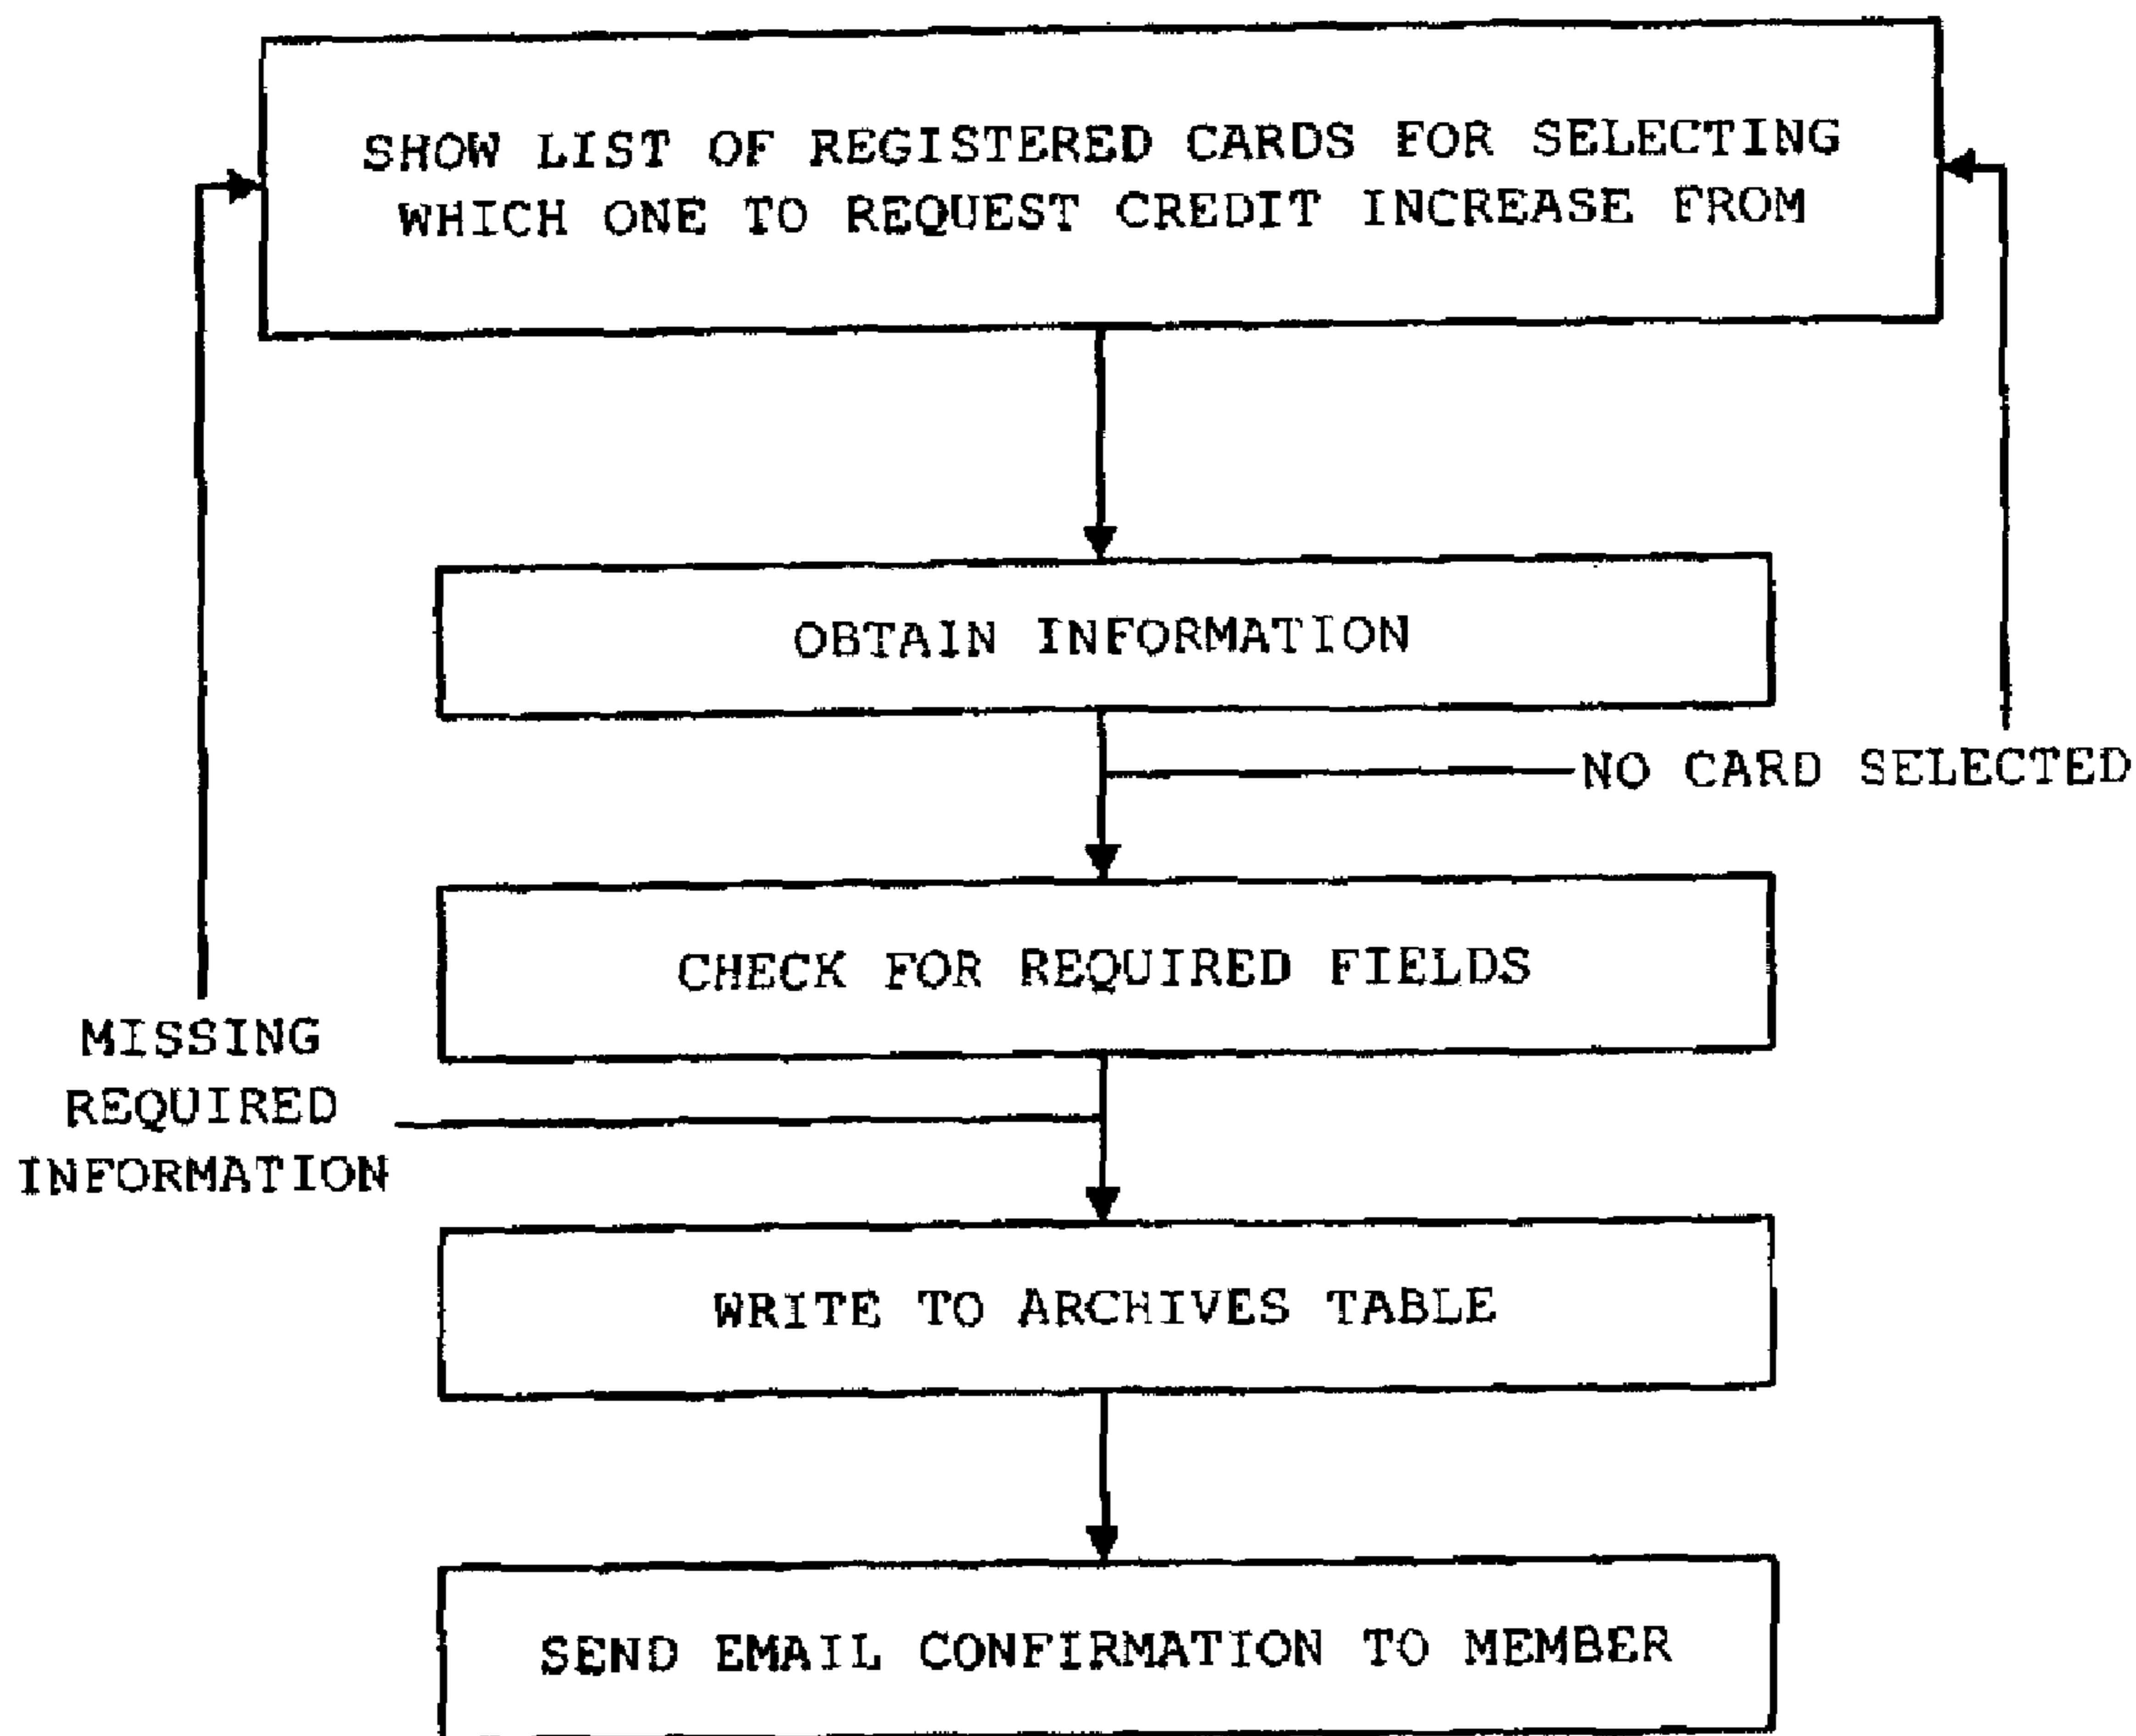 SHOW LIST OF REGISTERED CARDS FOR SELECTING
WHICH ONE TO REQUEST CREDIT INCREASE FROM
OBTAIN INFORMATION
NO CARD SELECTED
CHECK FOR REQUIRED FIELDS
MISSING
REQUIRED
INFORMATION
WRITE TO ARCHIVES TABLE
SEND EMAIL CONFIRMATION TO MEMBER